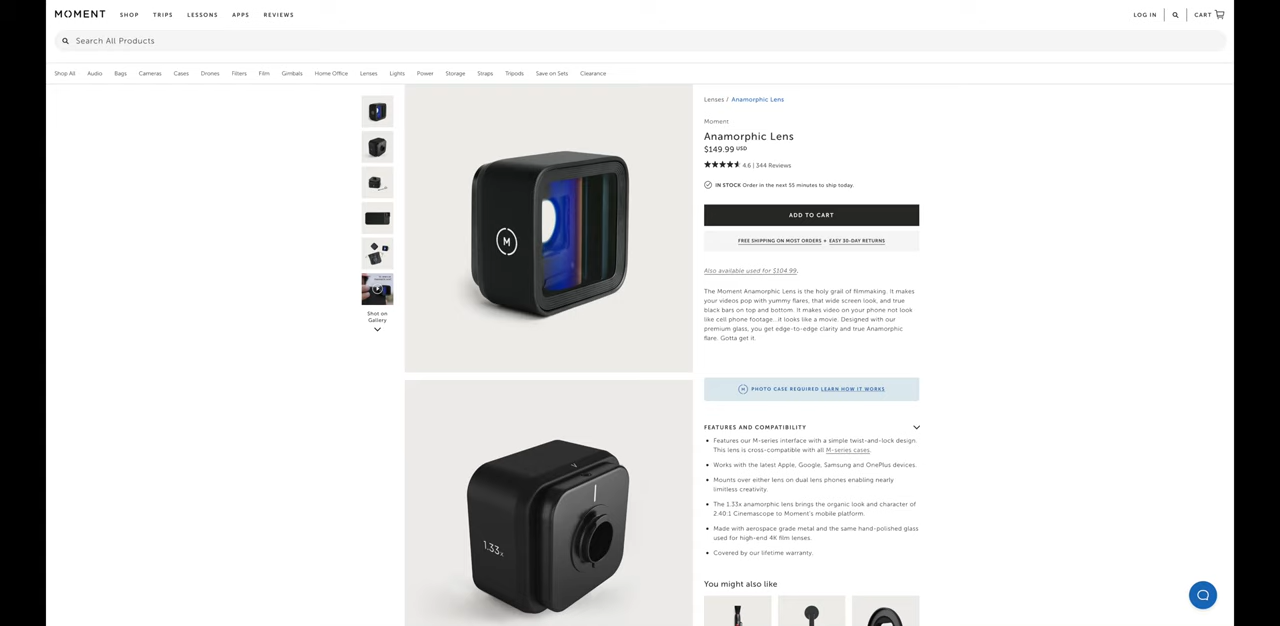 MOMENT SHOP TRIPS LESSONS APPS REVIEWS LOG IN CART
Search All Products
Shop All Audio Bags Cameras Cases Drones Filters Film Gimbals Home Office Lenses Lights Power Storage Straps Tripods Save on Sets Clearance
Lenses / Anamorphic Lens
Moment
Anamorphic Lens
$149.99 USD
4.6 | 344 Reviews
IN STOCK Order in the next 55 minutes to ship today.
ADD TO CART
FREE SHIPPING ON MOST ORDERS + EASY 30-DAY RETURNS
Also available used for $104.99.
The Moment Anamorphic Lens is the holy grail of filmmaking. It makes
your videos pop with yummy flares, that wide screen look, and true
black bars on top and bottom. It makes video on your phone not look
like cell phone footage...it looks like a movie. Designed with our
premium glass, you get edge-to-edge clarity and true Anamorphic
flare. Gotta get it.
M PHOTO CASE REQUIRED LEARN HOW IT WORKS
FEATURES AND COMPATIBILITY
• Features our M-series interface with a simple twist-and-lock design.
This lens is cross-compatible with all M-series cases.
• Works with the latest Apple, Google, Samsung and OnePlus devices.
• Mounts over either lens on dual lens phones enabling nearly
limitless creativity.
• The 1.33x anamorphic lens brings the organic look and character of
2.40:1 Cinemascope to Moment's mobile platform.
• Made with aerospace grade metal and the same hand-polished glass
used for high-end 4K film lenses.
• Covered by our lifetime warranty.
You might also like
Shot on
Gallery
M
1.33x